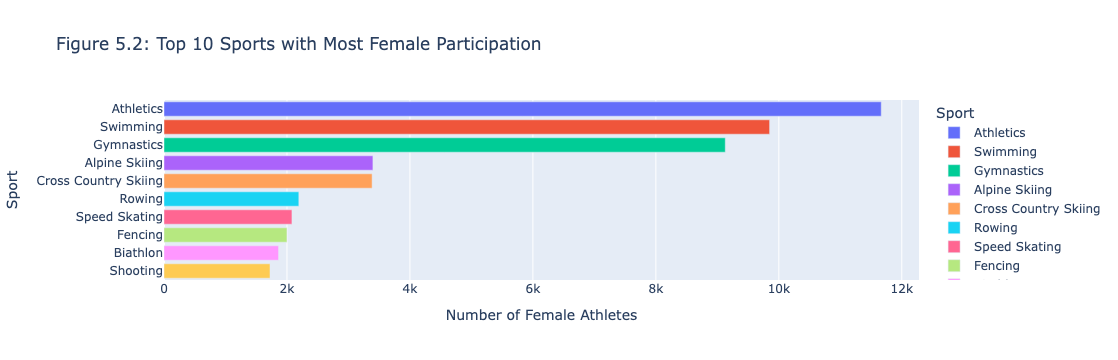 Figure 5.2: Top 10 Sports with Most Female Participation
Sport
Athletics
Swimming
Gymnastics
Alpine Skiing
Cross Country Skiing
Rowing
Speed Skating
Fencing
Biathlon
Shooting
0 2k 4k 6k 8k 10k 12k
Number of Female Athletes
Sport
Athletics
Swimming
Gymnastics
Alpine Skiing
Cross Country Skiing
Rowing
Speed Skating
Fencing